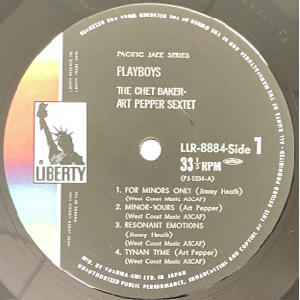 PACIFIC JAZZ SERIES
PLAYBOYS
THE CHET BAKER-
ART PEPPER SEXTET
LLR-8884-Side 1
33 1/3 RPM
(PJ-1234-A)
LIBERTY
1. FOR MINORS ONLY (Jimmy Heath)
(West Coast Music ASCAP)
2. MINOR-YOURS (Art Pepper)
(West Coast Music ASCAP)
3. RESONANT EMOTIONS
(Jimmy Heath)
(West Coast Music ASCAP)
4. TYNAN TYME (Art Pepper)
(West Coast Music ASCAP)
MFG. BY TOSHIBA-EMI LTD. IN JAPAN
UNAUTHORIZED PUBLIC PERFORMANCE, BROADCASTING AND COPYING OF THIS RECORD PROHIBITED